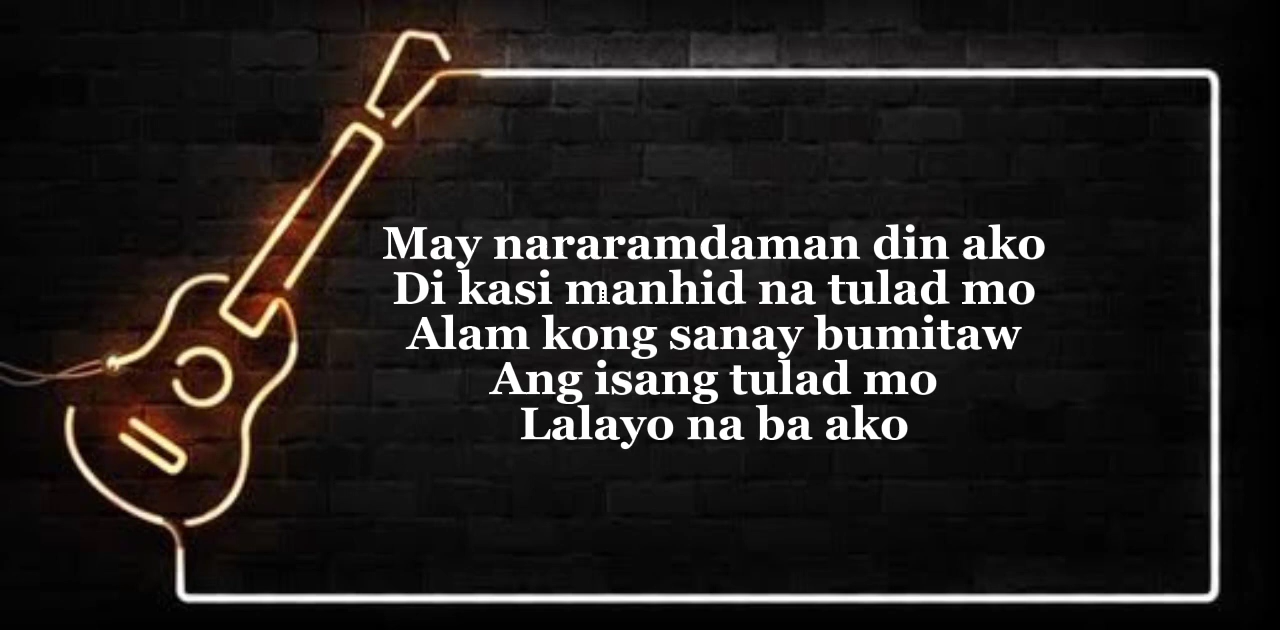 May nararamdaman din ako
Di kasi manhid na tulad mo
Alam kong sanay bumitaw
Ang isang tulad mo
Lalayo na ba ako